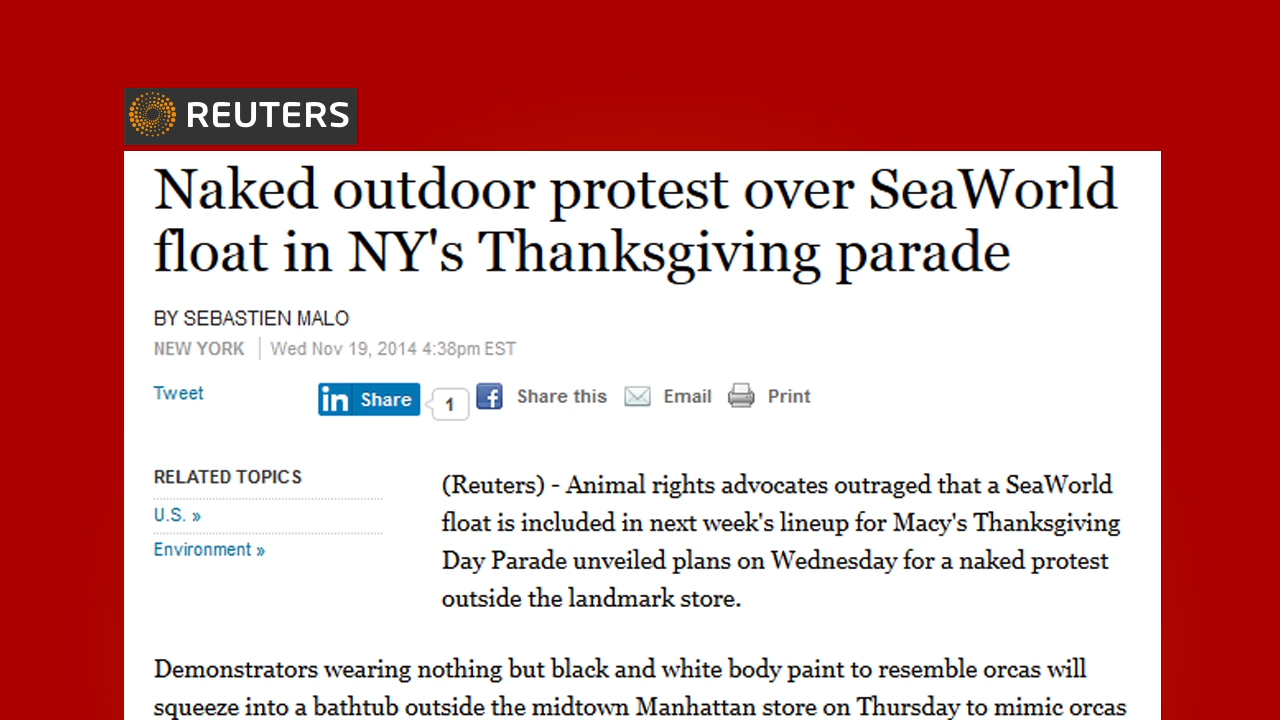 REUTERS
Naked outdoor protest over SeaWorld
float in NY's Thanksgiving parade
BY SEBASTIEN MALO
NEW YORK | Wed Nov 19, 2014 4:38pm EST
Tweet
in Share 1 f Share this Email Print
RELATED TOPICS
U.S. »
Environment »
(Reuters) - Animal rights advocates outraged that a SeaWorld
float is included in next week's lineup for Macy's Thanksgiving
Day Parade unveiled plans on Wednesday for a naked protest
outside the landmark store.
Demonstrators wearing nothing but black and white body paint to resemble orcas will
squeeze into a bathtub outside the midtown Manhattan store on Thursday to mimic orcas